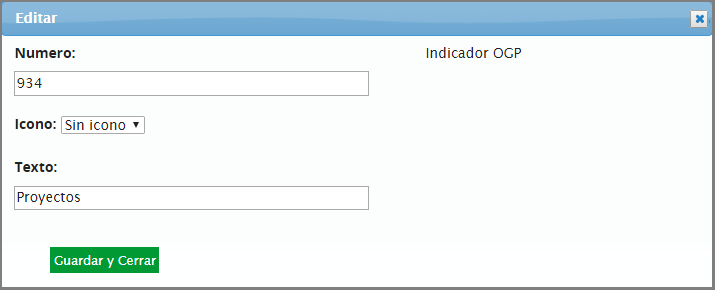 Editar
Numero:
Indicador OGP
934
Icono: Sin icono
Texto:
Proyectos
Guardar y Cerrar